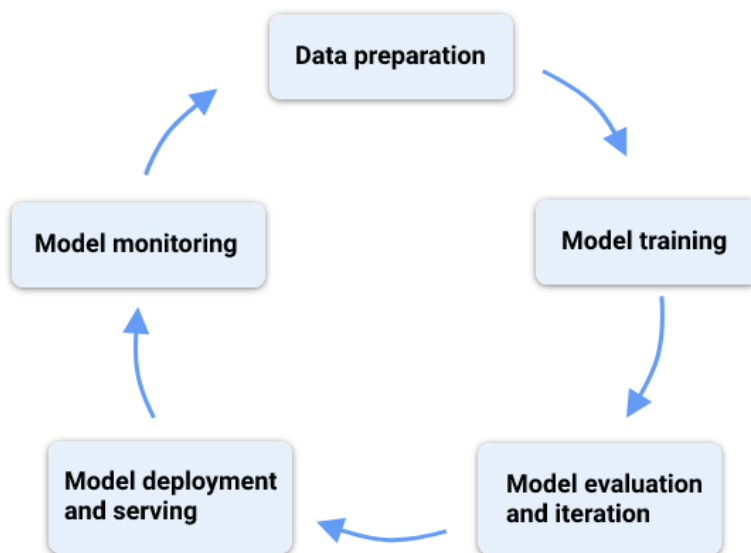 Data preparation
Model monitoring
Model training
Model deployment
and serving
Model evaluation
and iteration